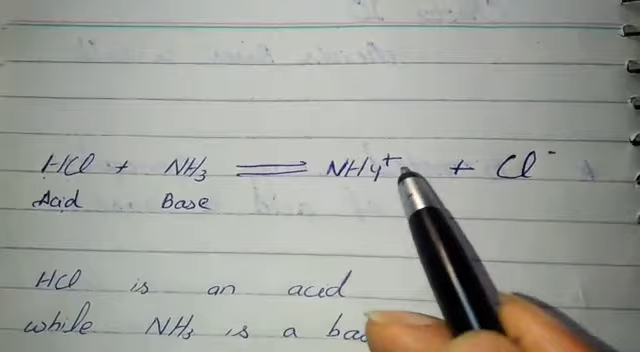 HCl + NH3 ⇌ NH4+ + Cl-
Acid Base
HCl is an acid
while NH3 is a